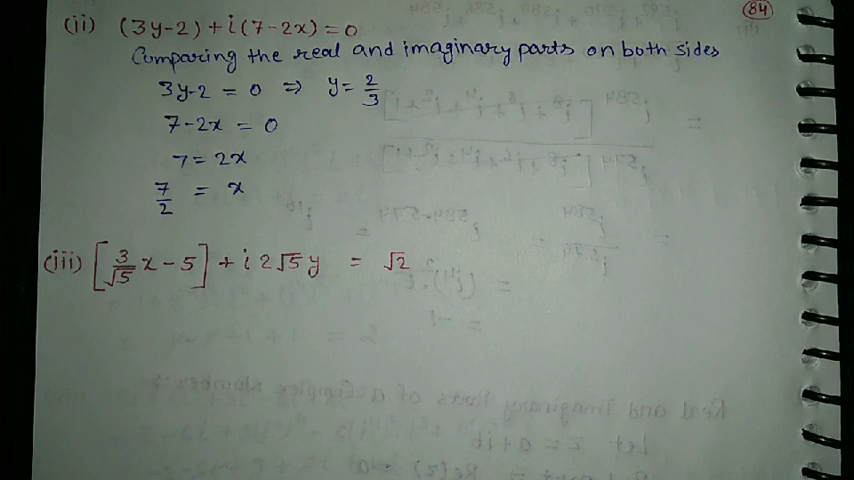 84
(ii) (3y-2) + i(7-2x) = 0
Comparing the real and imaginary parts on both sides
3y-2 = 0 ⇒ y = 2/3
7-2x = 0
7 = 2x
7/2 = x
(iii) [3/√5 x - 5] + i 2√5 y = √2